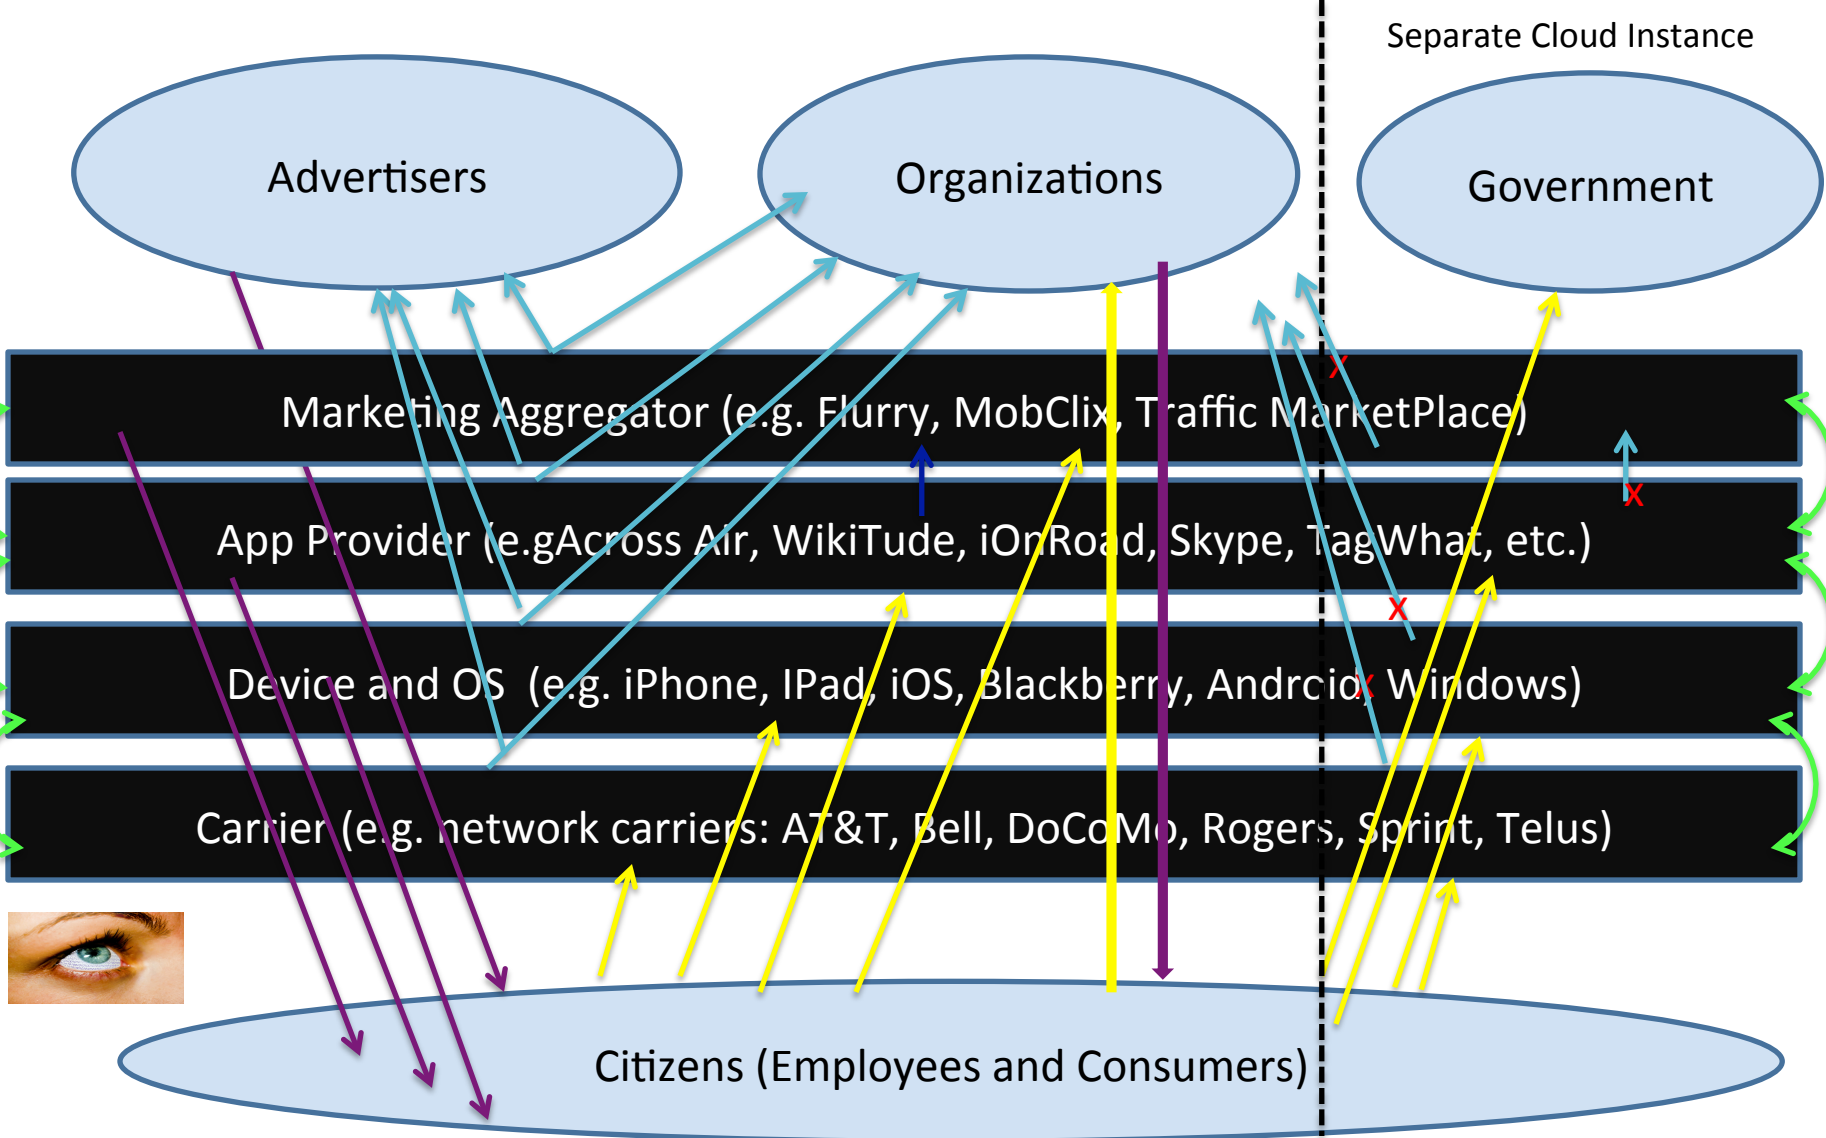 Separate Cloud Instance
Advertisers
Organizations
Government
X
Marketing Aggregator (e.g. Flurry, MobClix, Traffic MarketPlace)
X
App Provider (e.gAcross Air, WikiTude, iOnRoad, Skype, TagWhat, etc.)
X
Device and OS (e.g. iPhone, IPad, iOS, Blackberry, Android, Windows)
X
Carrier (e.g. network carriers: AT&T, Bell, DoCoMo, Rogers, Sprint, Telus)
Citizens (Employees and Consumers)